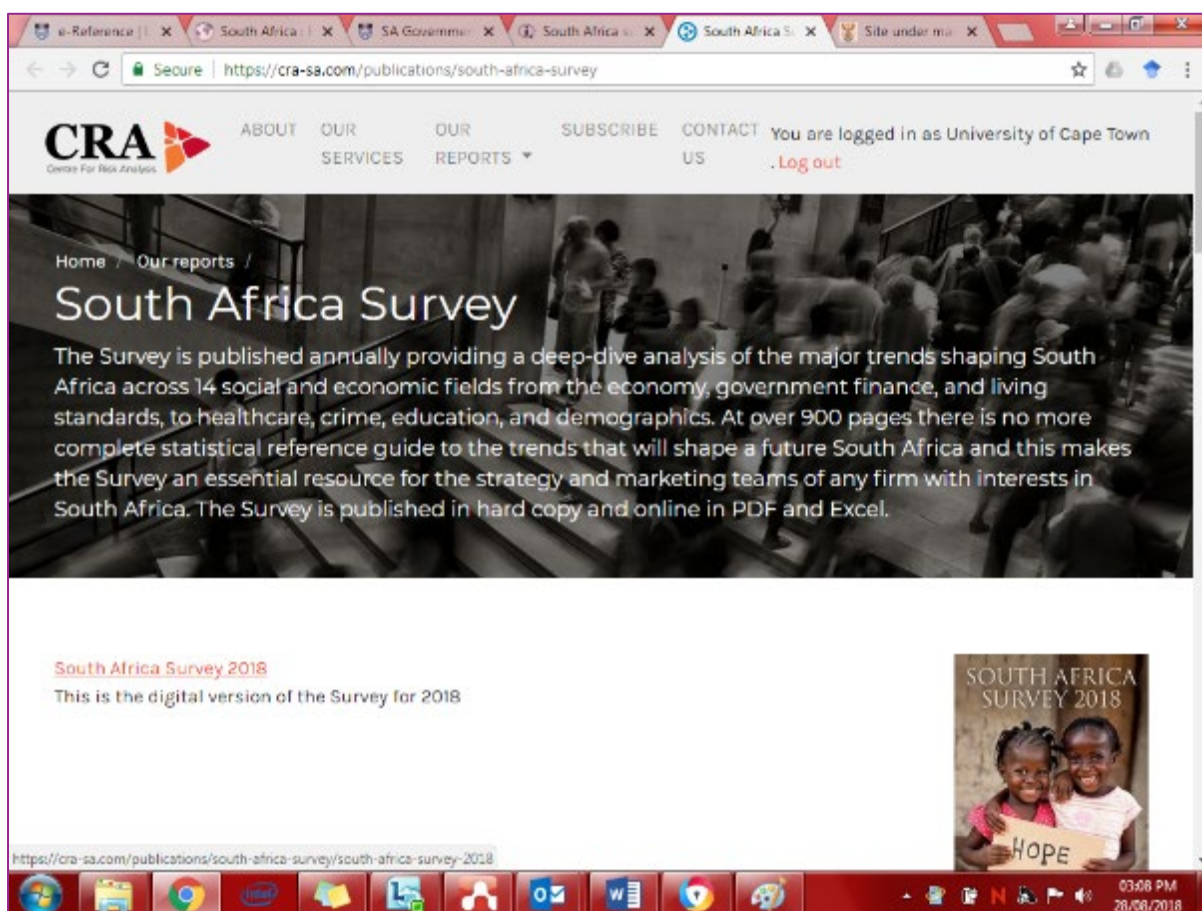 e-Reference | L
South Africa : I
SA Governmen
South Africa su
South Africa Su
Site under mai
Secure | https://cra-sa.com/publications/south-africa-survey
CRA
Centre For Risk Analysis
ABOUT
OUR
SERVICES
OUR
REPORTS
SUBSCRIBE
CONTACT
US
You are logged in as University of Cape Town
. Log out
Home / Our reports /
South Africa Survey
The Survey is published annually providing a deep-dive analysis of the major trends shaping South
Africa across 14 social and economic fields from the economy, government finance, and living
standards, to healthcare, crime, education, and demographics. At over 900 pages there is no more
complete statistical reference guide to the trends that will shape a future South Africa and this makes
the Survey an essential resource for the strategy and marketing teams of any firm with interests in
South Africa. The Survey is published in hard copy and online in PDF and Excel.
South Africa Survey 2018
This is the digital version of the Survey for 2018
SOUTH AFRICA
SURVEY 2018
HOPE
https://cra-sa.com/publications/south-africa-survey/south-africa-survey-2018
intel
03:08 PM
28/08/2018